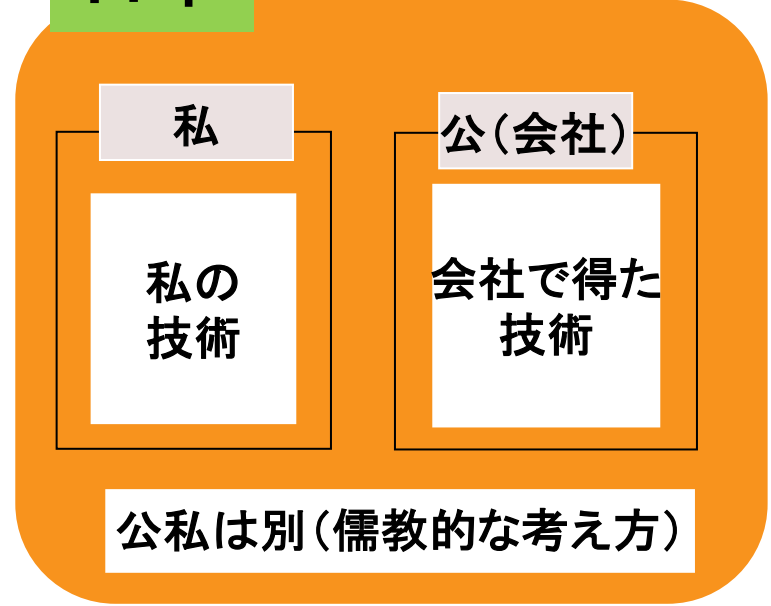 私
公（会社）
私の
技術
会社で得た
技術
公私は別（儒教的な考え方）